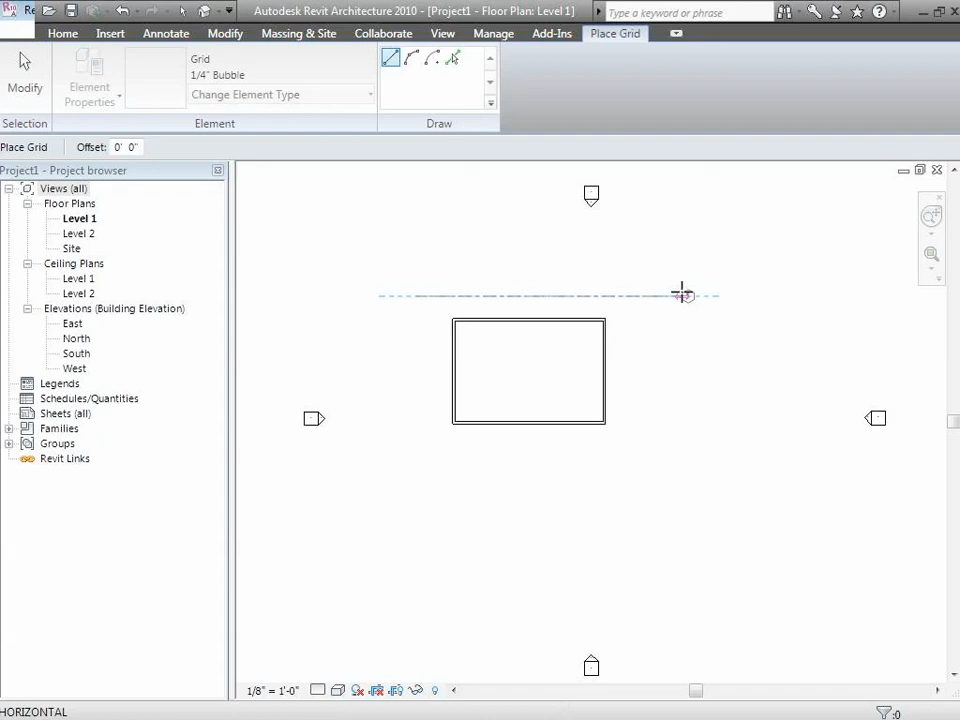 Re
Autodesk Revit Architecture 2010 - [Project1 - Floor Plan: Level 1]
Type a keyword or phrase
Home Insert Annotate Modify Massing & Site Collaborate View Manage Add-Ins Place Grid
Modify
Element
Properties
Grid
1/4" Bubble
Change Element Type
Selection Element Draw
Place Grid Offset: 0' 0"
Project1 - Project browser
Views (all)
Floor Plans
Level 1
Level 2
Site
Ceiling Plans
Level 1
Level 2
Elevations (Building Elevation)
East
North
South
West
Legends
Schedules/Quantities
Sheets (all)
Families
Groups
Revit Links
1/8" = 1'-0"
HORIZONTAL
:0